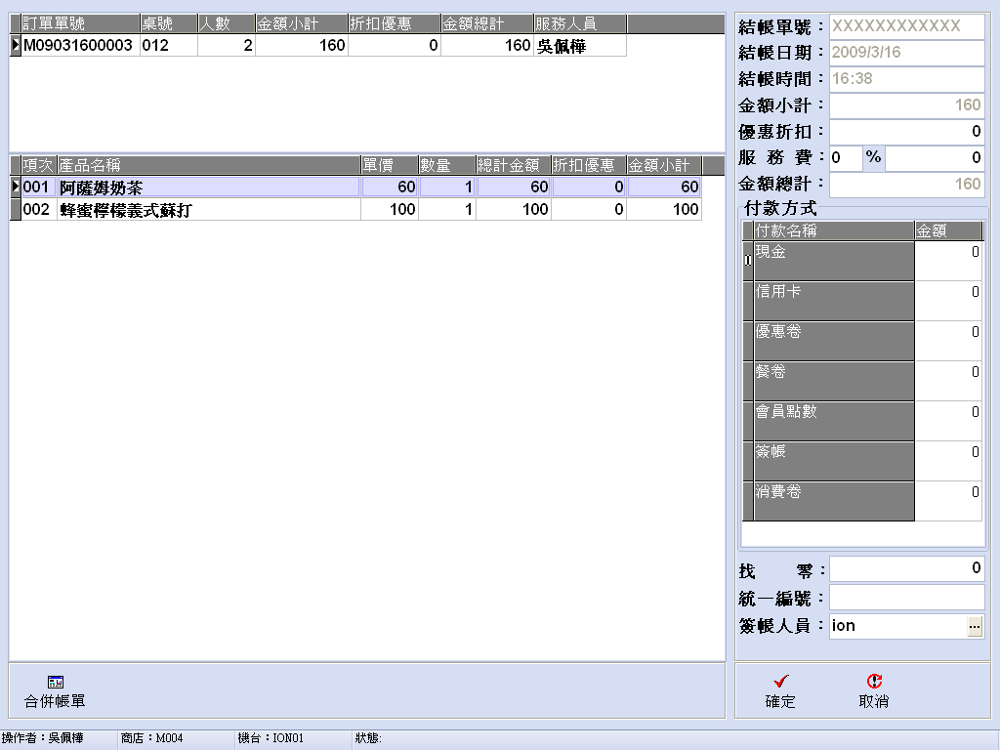 訂單單號 桌號 人數 金額小計 折扣優惠 金額總計 服務人員
M09031600003 012 2 160 0 160 吳佩樺
項次 產品名稱 單價 數量 總計金額 折扣優惠 金額小計
001 阿薩姆奶茶 60 1 60 0 60
002 蜂蜜檸檬義式蘇打 100 1 100 0 100
合併帳單
結帳單號：XXXXXXXXXXXX
結帳日期：2009/3/16
結帳時間：16:38
金額小計：160
優惠折扣：0
服 務 費：0 % 0
金額總計：160
付款方式
付款名稱 金額
現金 0
信用卡 0
優惠卷 0
餐卷 0
會員點數 0
簽帳 0
消費卷 0
找 零：0
統一編號：
簽帳人員：ion ...
確定 取消
操作者：吳佩樺 商店：M004 機台：ION01 狀態: